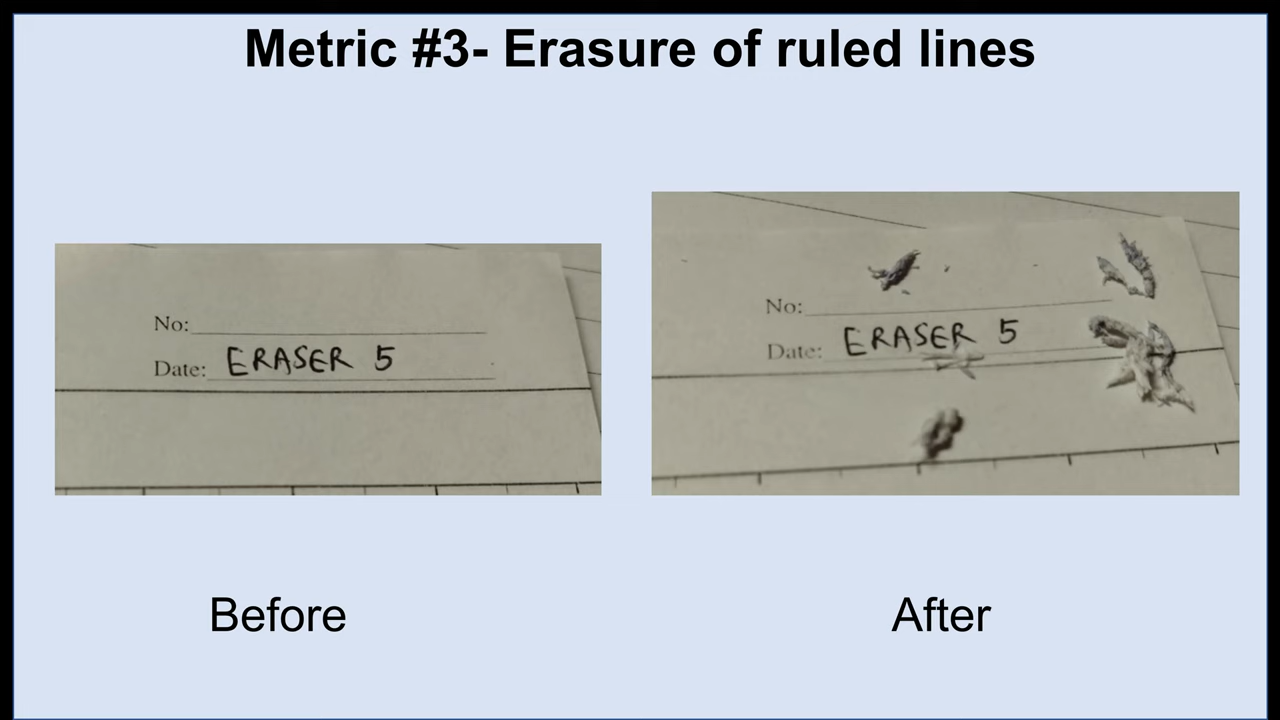 Metric #3- Erasure of ruled lines
No:
Date: ERASER 5
No:
Date: ERASER 5
Before
After